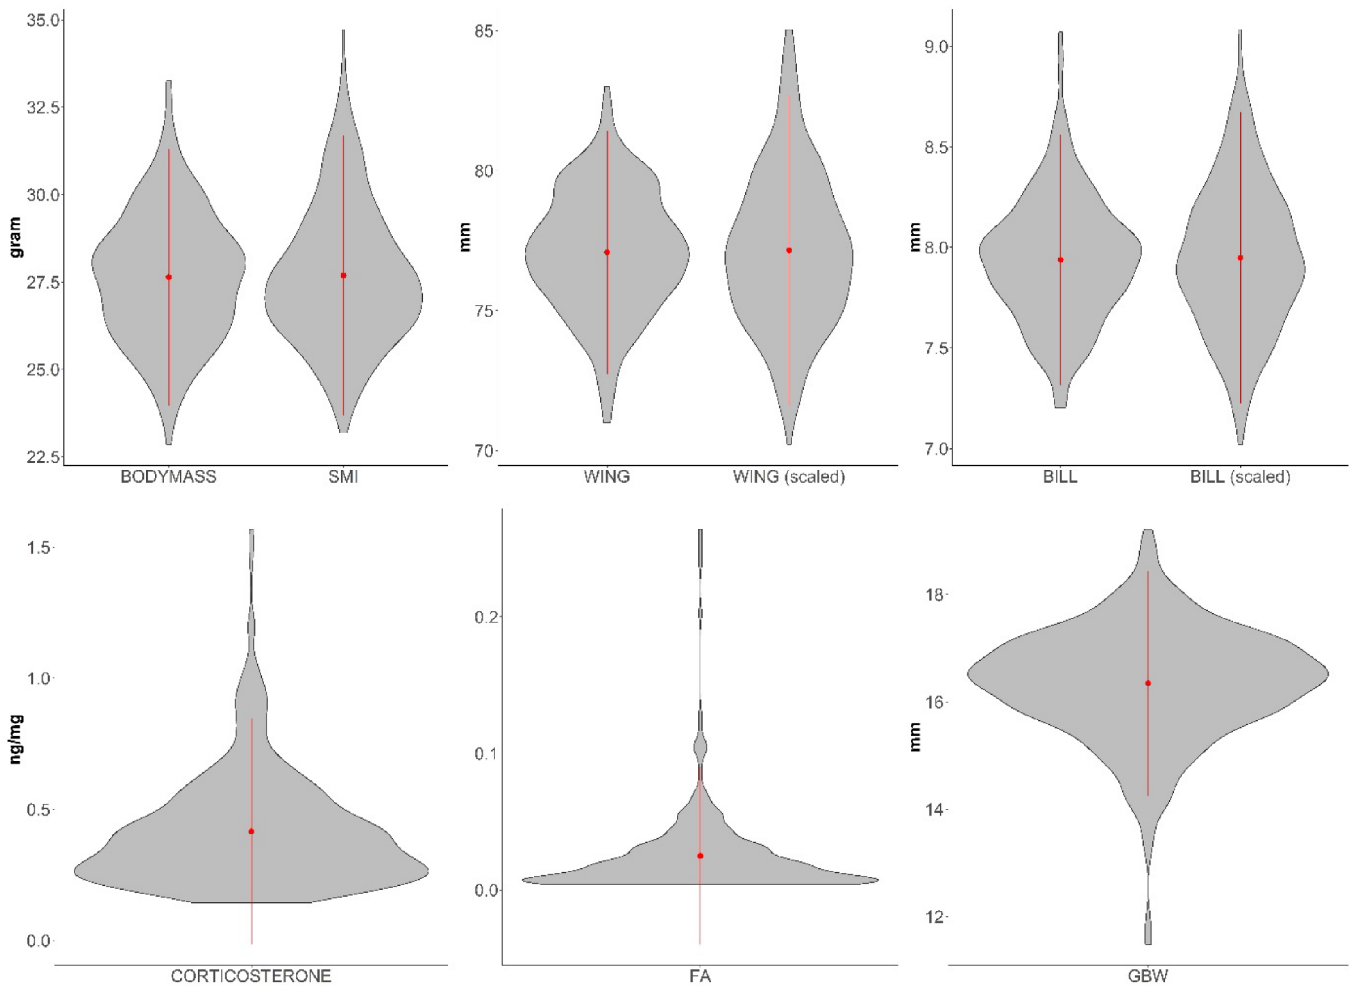 35.0
32.5
30.0
27.5
25.0
22.5
gram
BODYMASS
SMI
85
80
75
70
mm
WING
WING (scaled)
9.0
8.5
8.0
7.5
7.0
mm
BILL
BILL (scaled)
1.5
1.0
0.5
0.0
ng/mg
CORTICOSTERONE
0.2
0.1
0.0
FA
18
16
14
12
mm
GBW